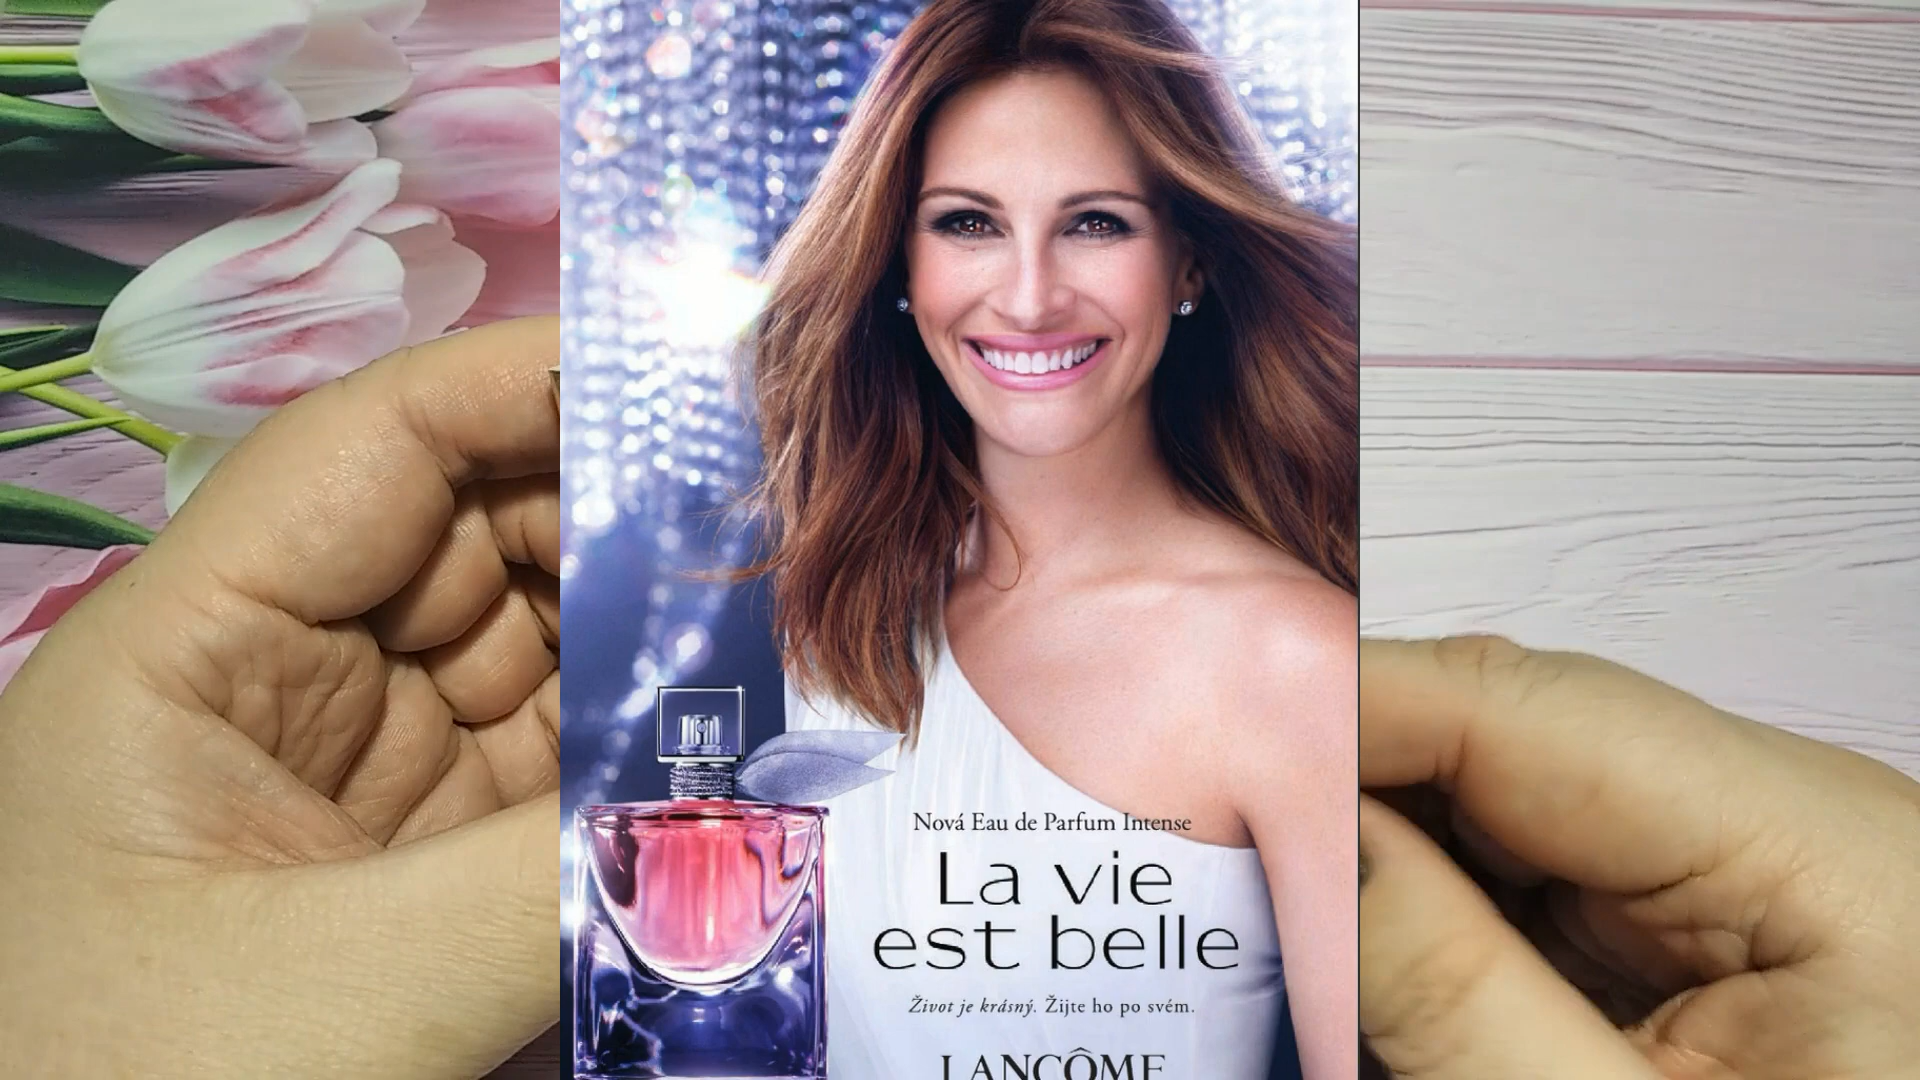 Nová Eau de Parfum Intense
La vie
est belle
Život je krásný. Žijte ho po svém.
LANCÔME